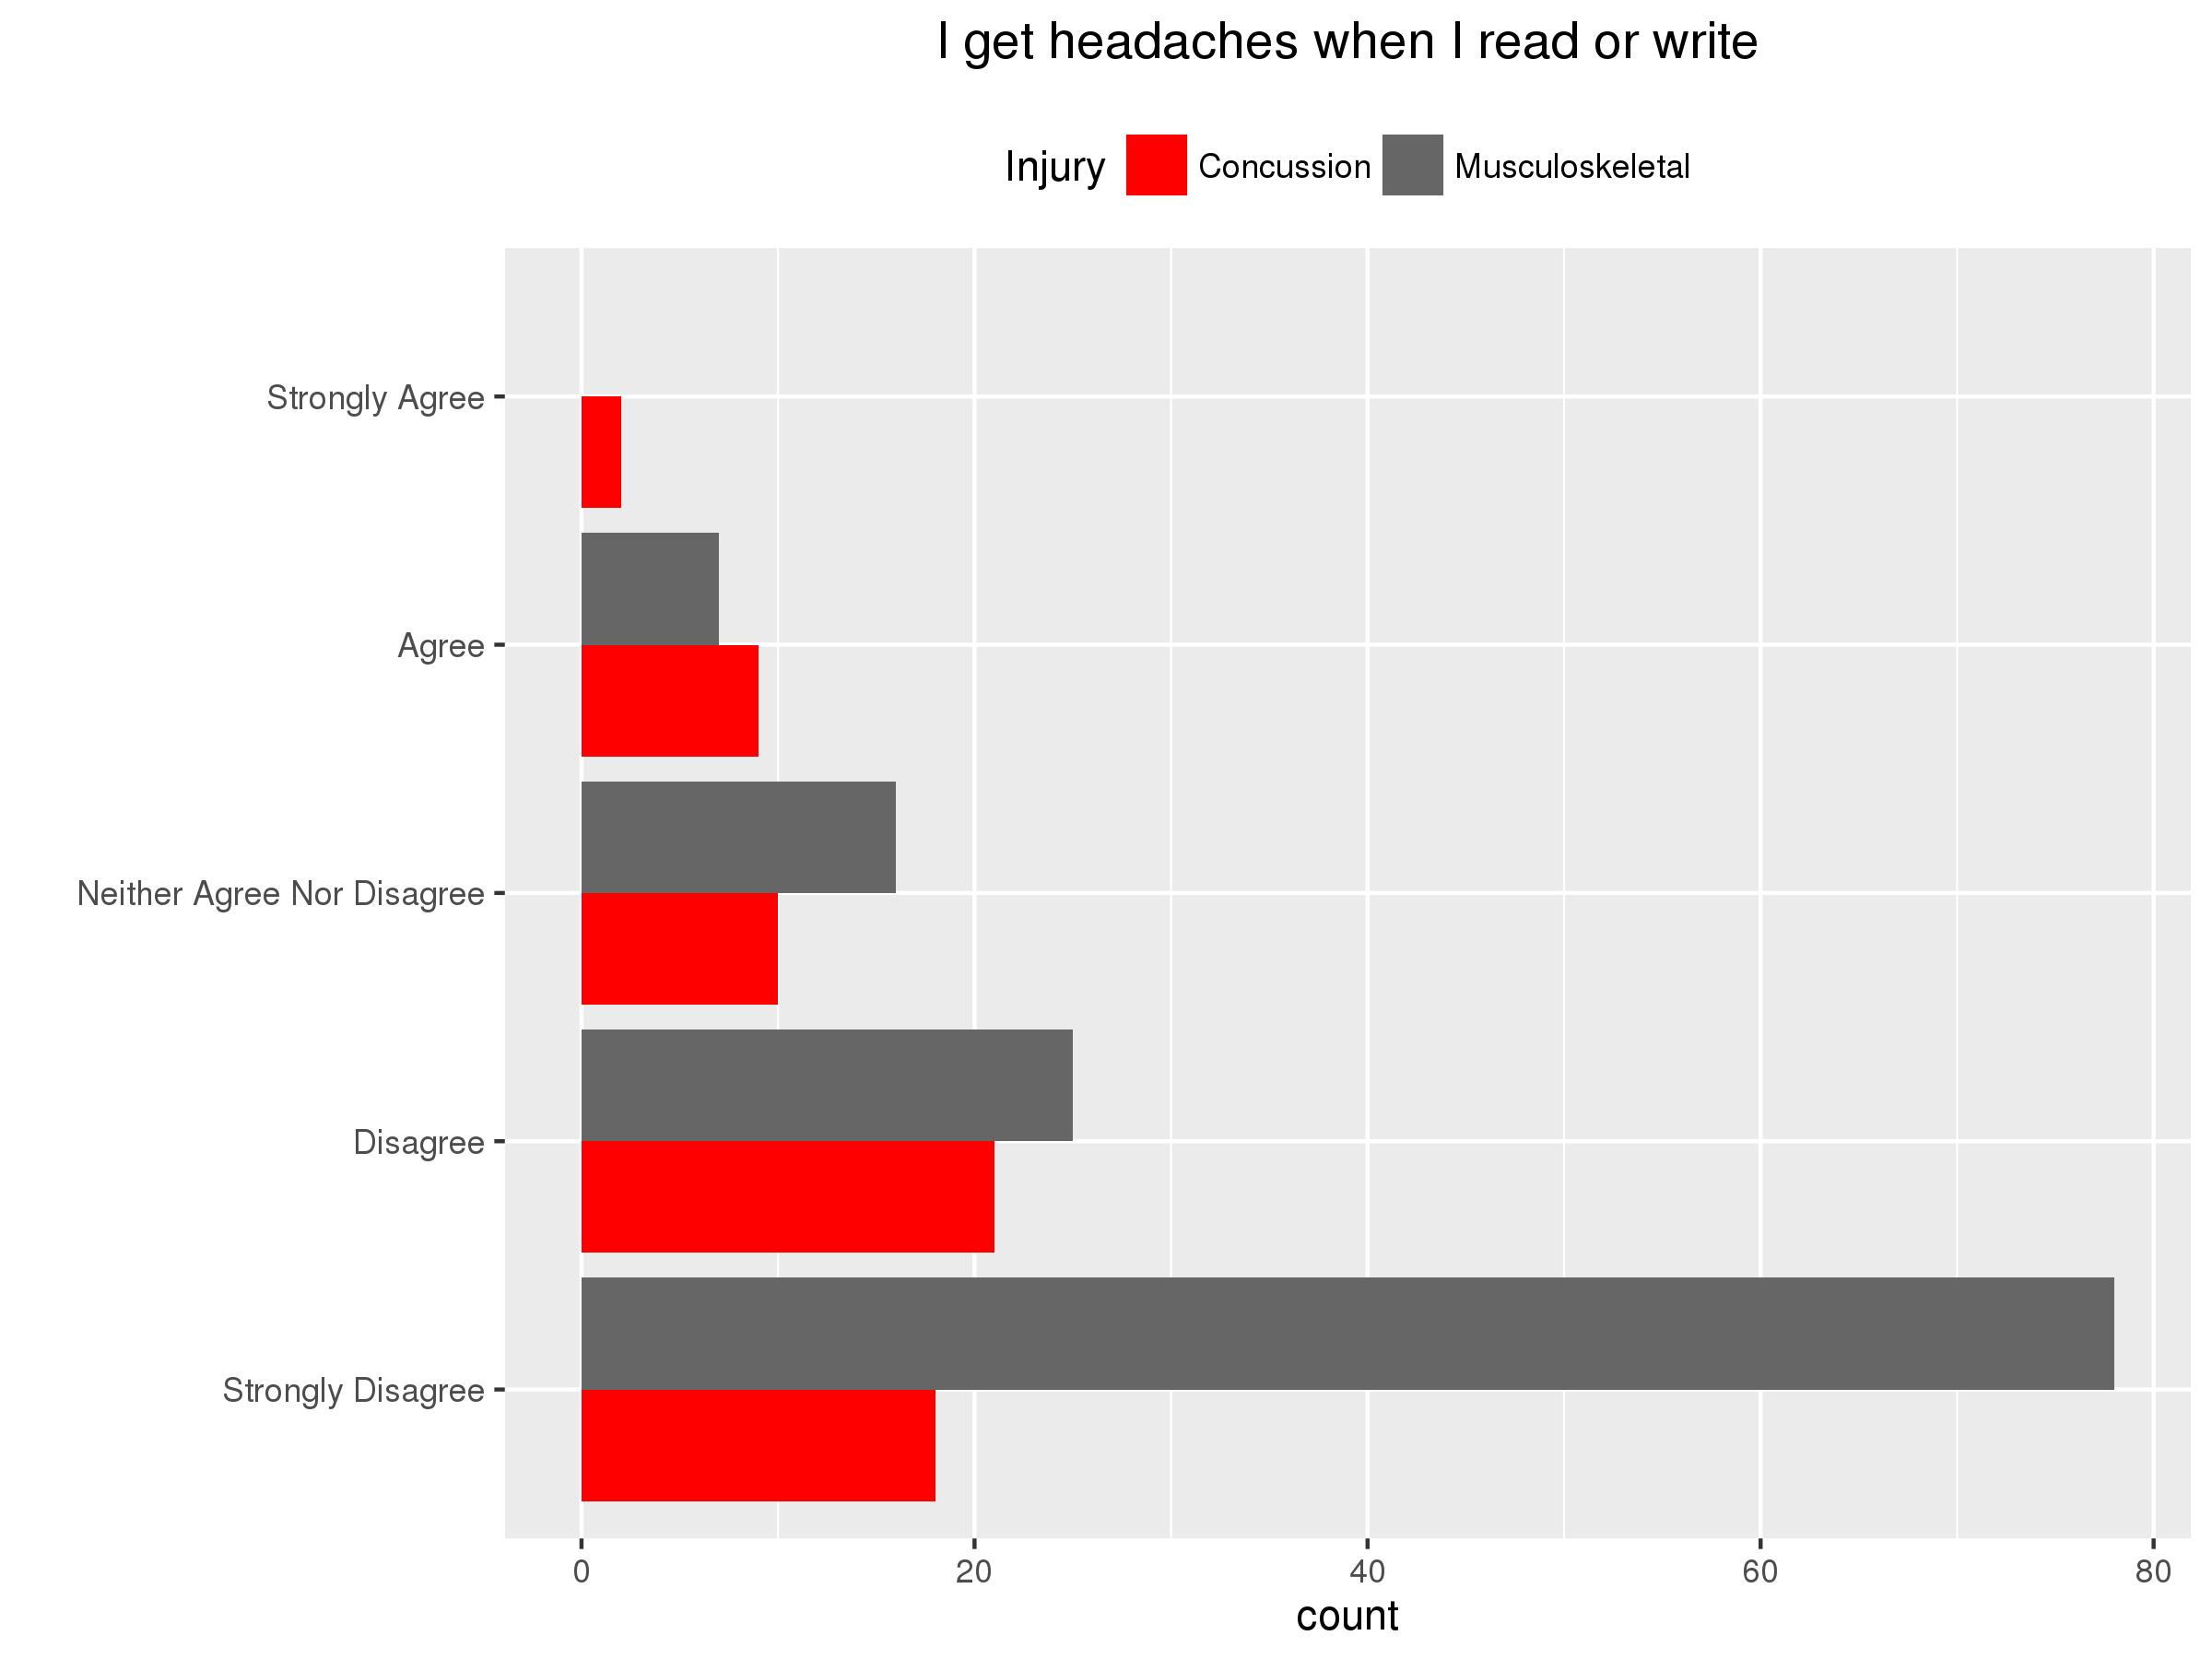 I get headaches when I read or write
Injury Concussion Musculoskeletal
Strongly Agree
Agree
Neither Agree Nor Disagree
Disagree
Strongly Disagree
0 20 40 60 80
count